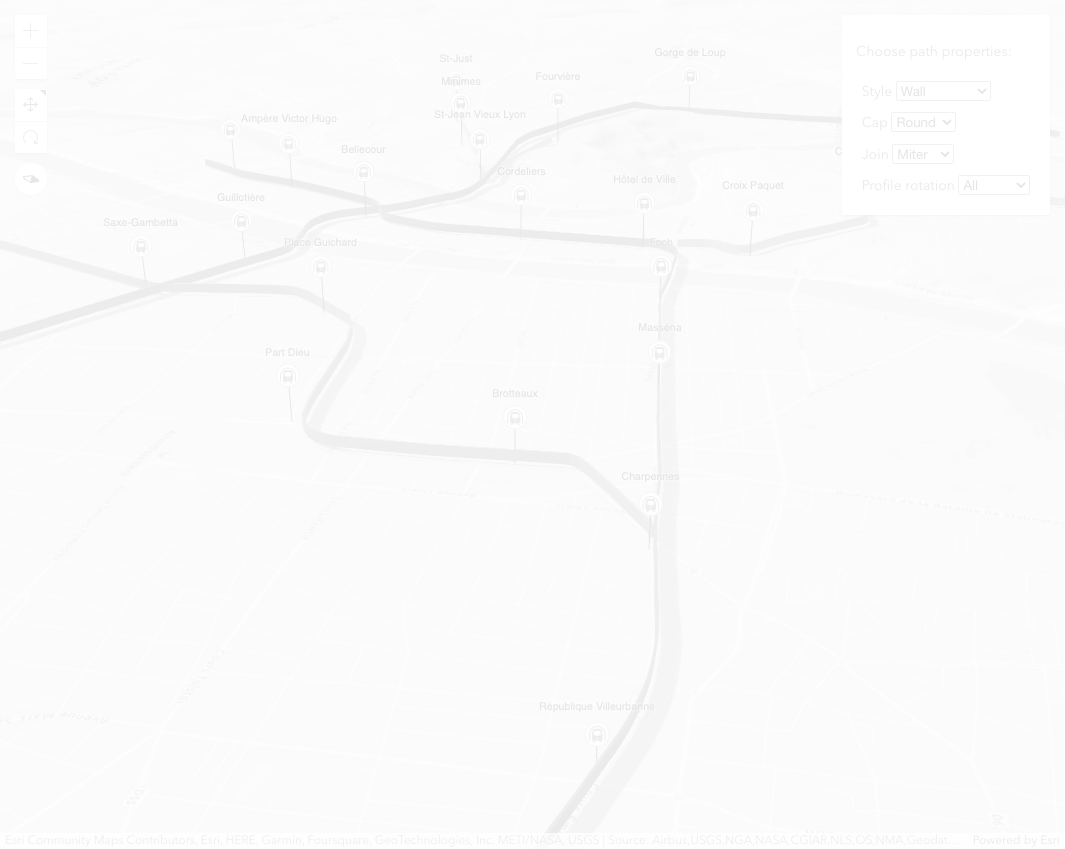 Choose path properties:
Style Wall
Cap Round
Join Miter
Profile rotation All
Gorge de Loup
St-Just
Minimes
Fourvière
St-Jean Vieux Lyon
Ampère Victor Hugo
Bellecour
Cordeliers
Hôtel de Ville
Croix Paquet
Guillotière
Saxe-Gambetta
Place Guichard
Foch
Masséna
Part Dieu
Brotteaux
Charpennes
République Villeurbanne
Esri Community Maps Contributors, Esri, HERE, Garmin, Foursquare, GeoTechnologies, Inc, METI/NASA, USGS | Source: Airbus,USGS,NGA,NASA,CGIAR,NLS,OS,NMA,Geodat...
Powered by Esri